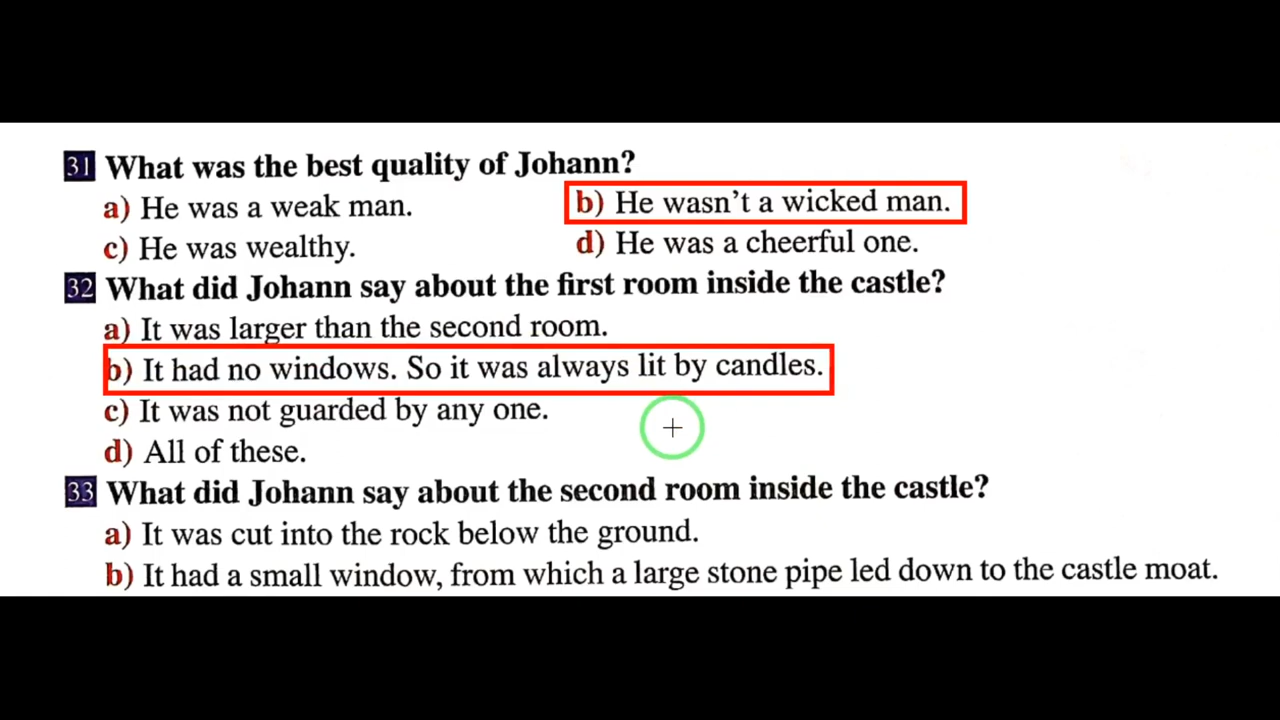 31 What was the best quality of Johann?
a) He was a weak man. b) He wasn't a wicked man.
c) He was wealthy. d) He was a cheerful one.
32 What did Johann say about the first room inside the castle?
a) It was larger than the second room.
b) It had no windows. So it was always lit by candles.
c) It was not guarded by any one.
d) All of these.
33 What did Johann say about the second room inside the castle?
a) It was cut into the rock below the ground.
b) It had a small window, from which a large stone pipe led down to the castle moat.